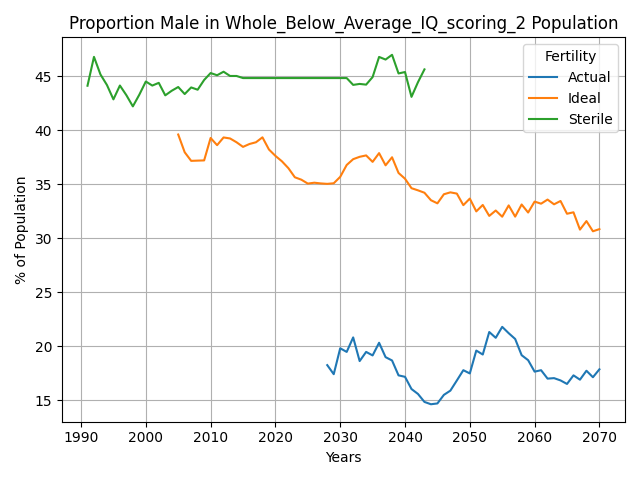 Proportion Male in Whole_Below_Average_IQ_scoring_2 Population
Fertility
Actual
Ideal
Sterile
% of Population
45
40
35
30
25
20
15
1990 2000 2010 2020 2030 2040 2050 2060 2070
Years